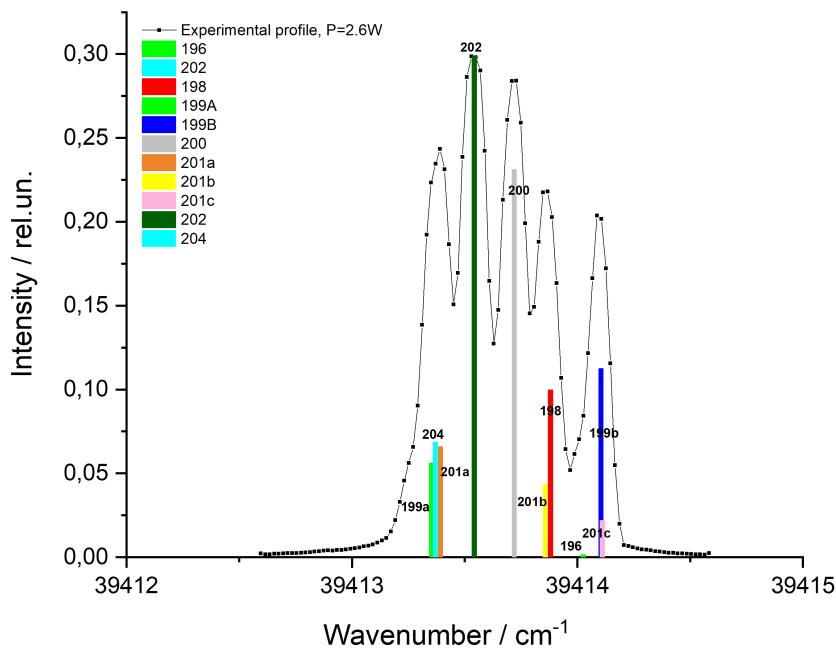 Experimental profile, P=2.6W
196
202
198
199A
199B
200
201a
201b
201c
202
204
0,30
0,25
0,20
0,15
0,10
0,05
0,00
Intensity / rel.un.
202
200
204
201a
199a
198
201b
199b
196
201c
39412
39413
39414
39415
Wavenumber / cm⁻¹